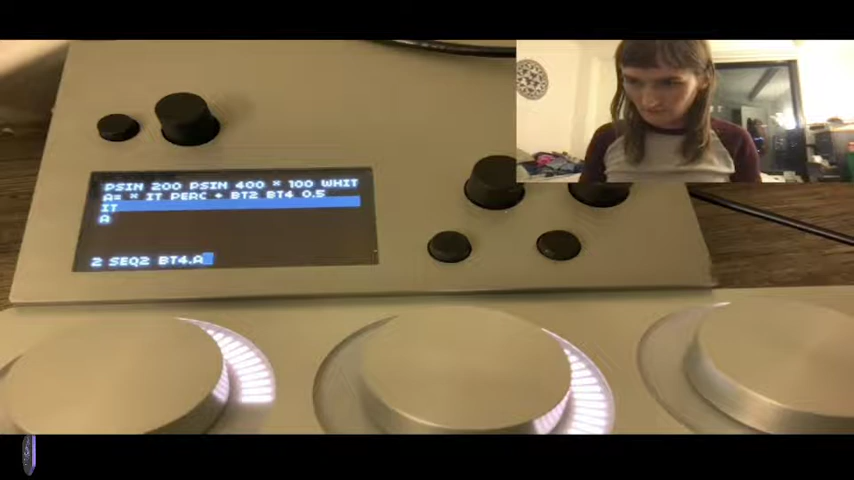 PSIN 200 PSIN 400 × 100 WHIT
A= × IT PERC + BT2 BT4 0.5
IT
A
2 SEQ2 BT4.A